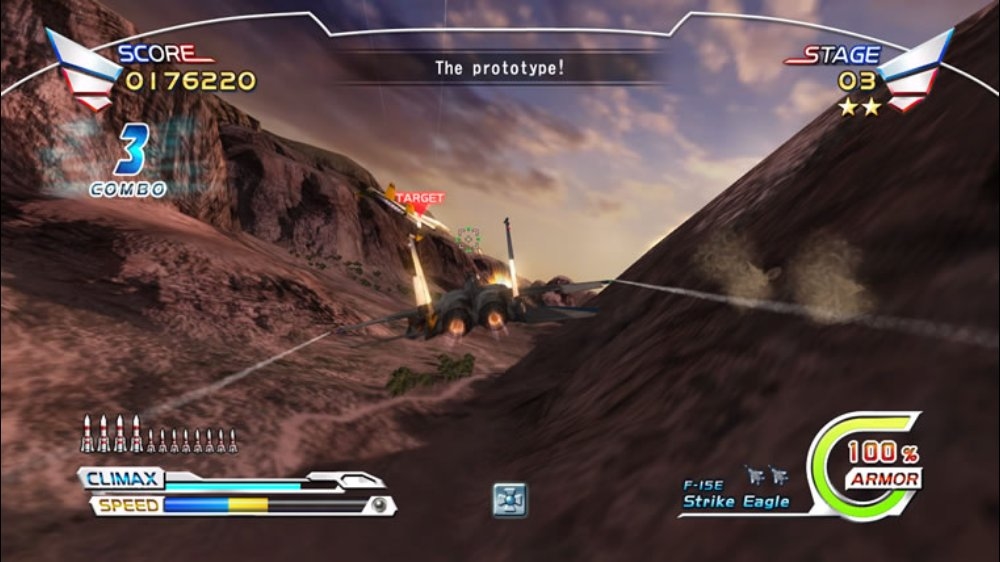 SCORE
0176220
The prototype!
STAGE
03
3
COMBO
TARGET
CLIMAX
SPEED
F-15E
Strike Eagle
100%
ARMOR